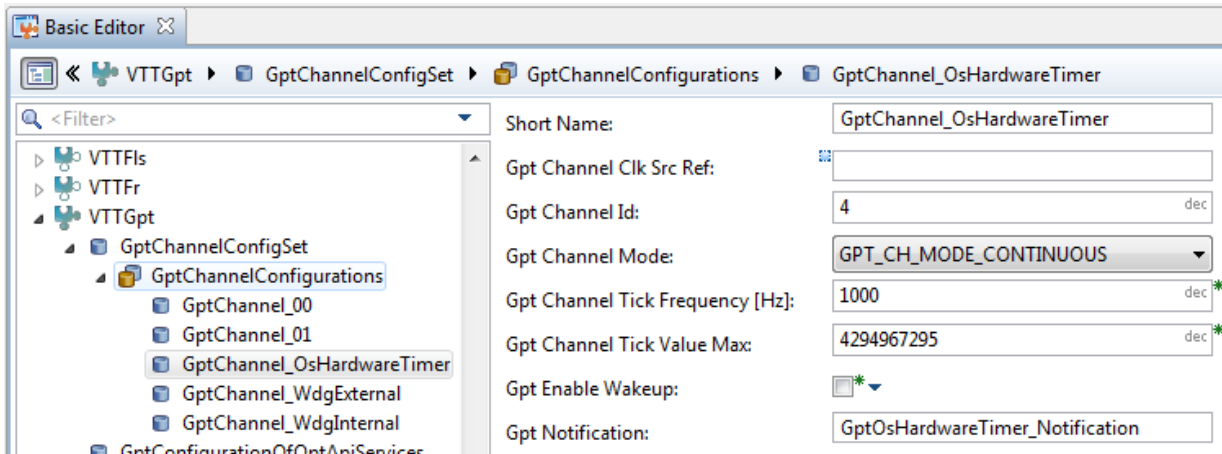 Basic Editor
VTTGpt GptChannelConfigSet GptChannelConfigurations GptChannel_OsHardwareTimer
<Filter>
VTTFls
VTTFr
VTTGpt
GptChannelConfigSet
GptChannelConfigurations
GptChannel_00
GptChannel_01
GptChannel_OsHardwareTimer
GptChannel_WdgExternal
GptChannel_WdgInternal
GptConfigurationOfOptApiServices
Short Name: GptChannel_OsHardwareTimer
Gpt Channel Clk Src Ref:
Gpt Channel Id: 4 dec
Gpt Channel Mode: GPT_CH_MODE_CONTINUOUS
Gpt Channel Tick Frequency [Hz]: 1000 dec *
Gpt Channel Tick Value Max: 4294967295 dec *
Gpt Enable Wakeup: *
Gpt Notification: GptOsHardwareTimer_Notification